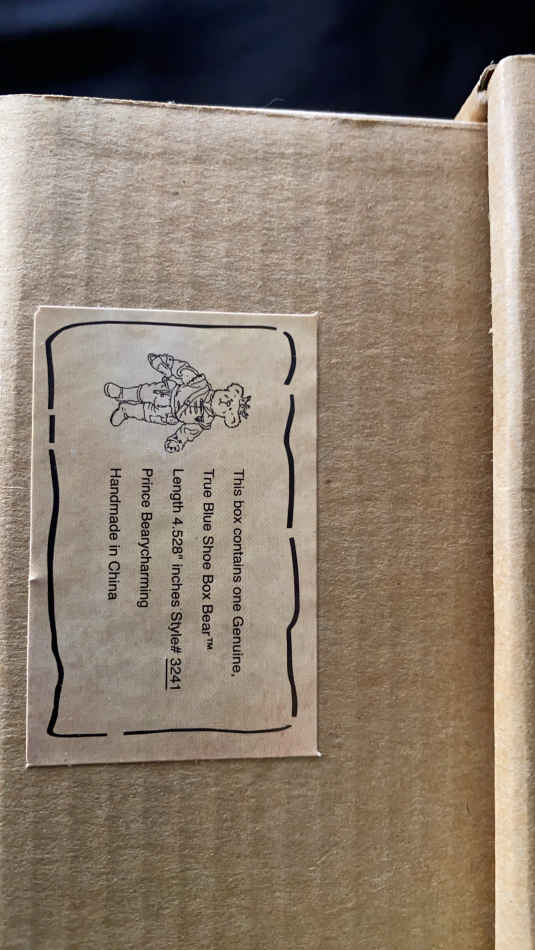 This box contains one Genuine,
True Blue Shoe Box Bear™
Length 4.528" inches Style# 3241
Prince Bearycharming
Handmade in China